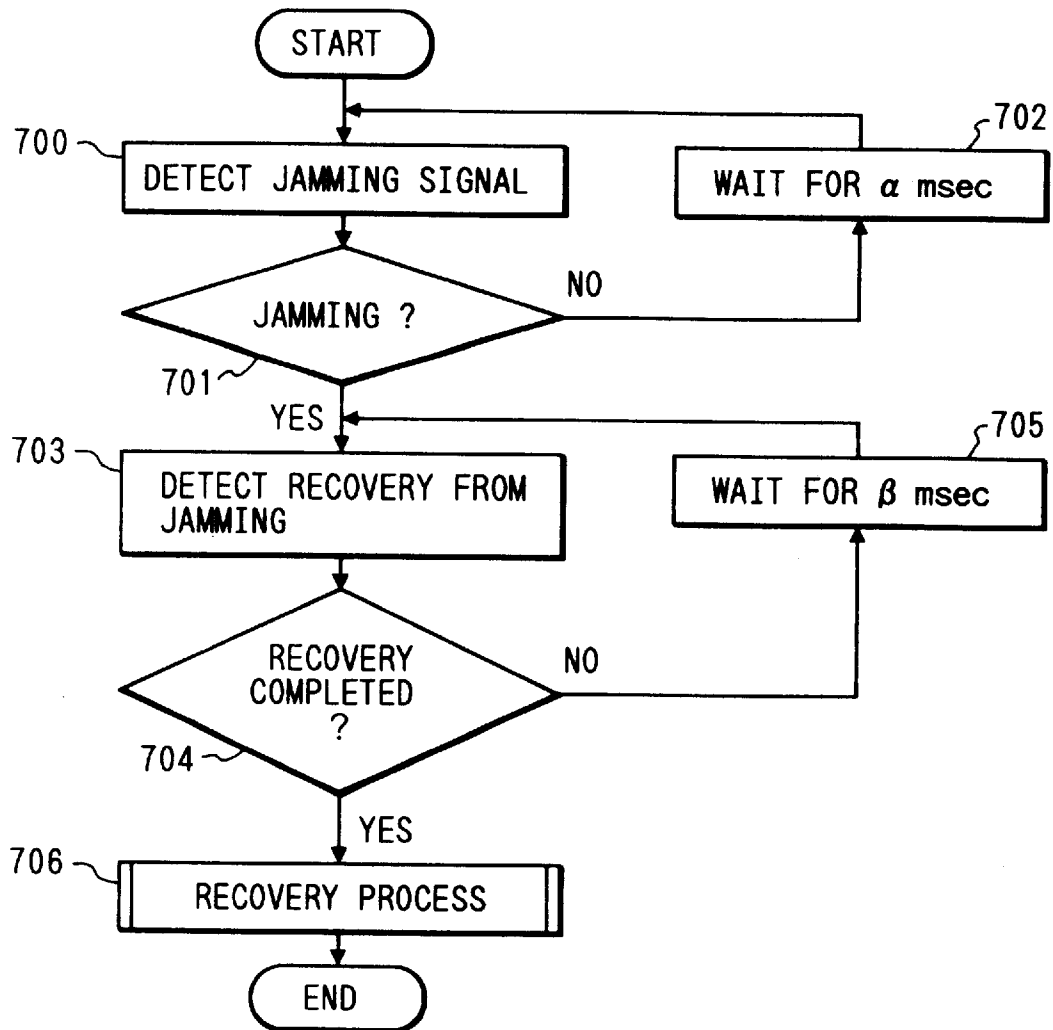 START
700
702
DETECT JAMMING SIGNAL
WAIT FOR α msec
NO
JAMMING ?
701
YES
703
705
DETECT RECOVERY FROM
JAMMING
WAIT FOR β msec
RECOVERY
COMPLETED
?
NO
704
YES
706
RECOVERY PROCESS
END